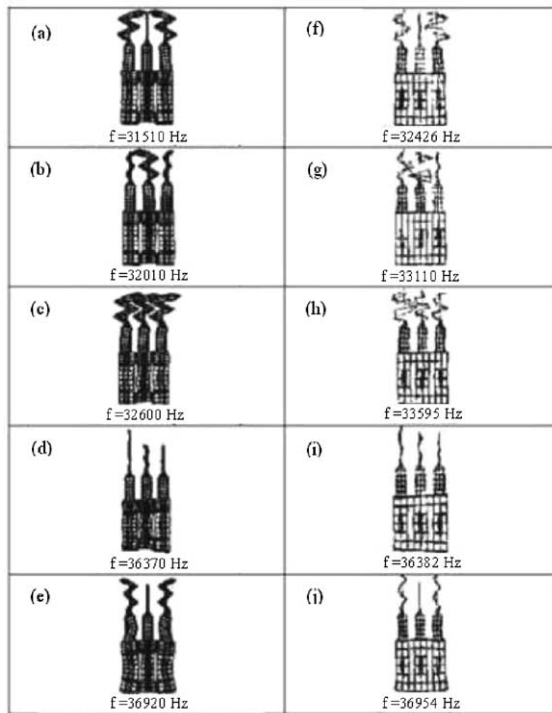 (a)
f =31510 Hz
(f)
f =32426 Hz
(b)
f =32010 Hz
(g)
f =33110 Hz
(c)
f =32600 Hz
(h)
f =33595 Hz
(d)
f =36370 Hz
(i)
f =36382 Hz
(e)
f =36920 Hz
(j)
f =36954 Hz